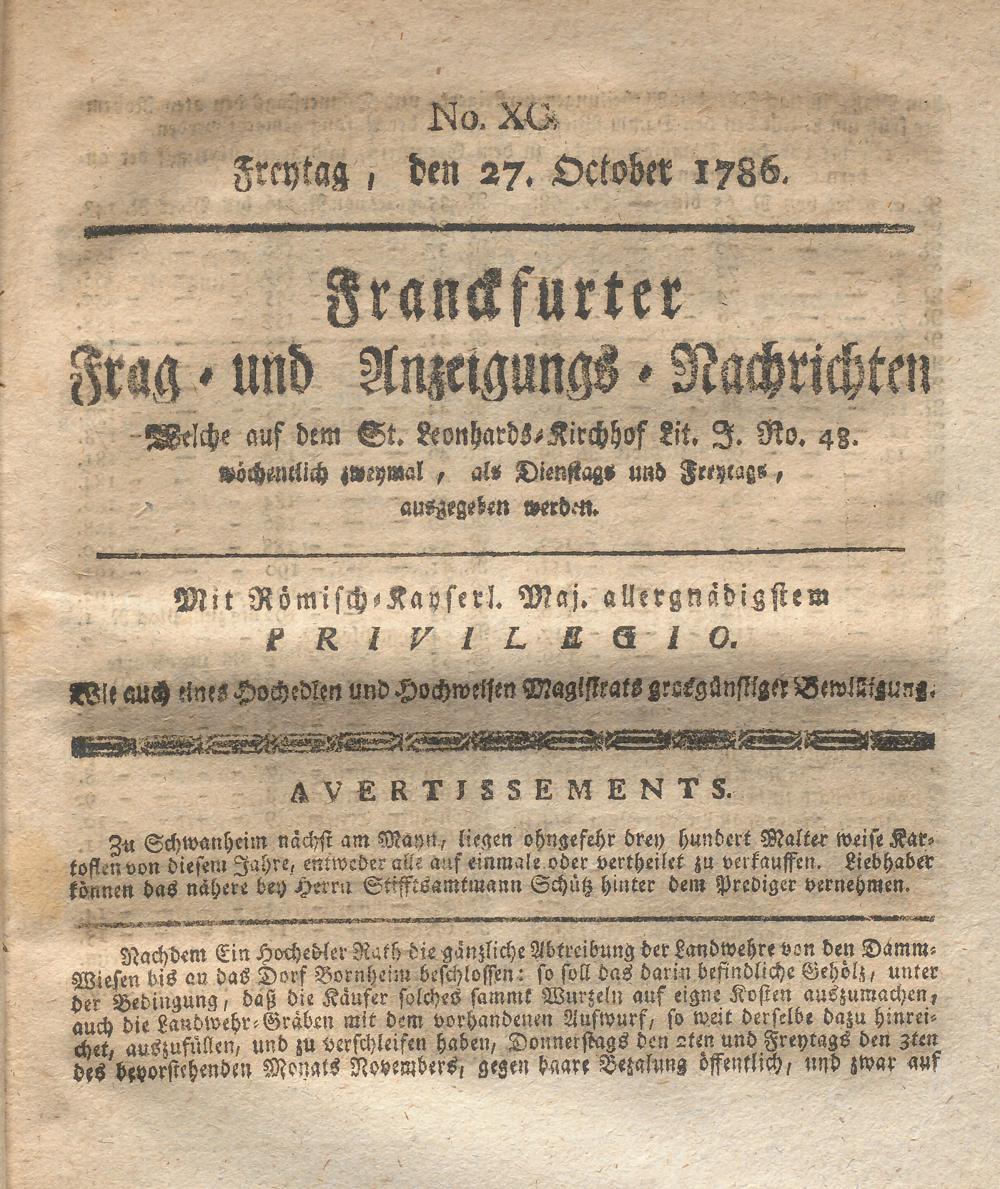 No. XC.
Freytag, den 27. October 1786.
Franckfurter
Frag- und Anzeigungs-Nachrichten
Welche auf dem St. Leonhards-Kirchhof Lit. J. No. 48.
wöchentlich zweymal, als Dienstags und Freytags,
ausgegeben werden.
Mit Römisch-Kayserl. Maj. allergnädigstem
PRIVILEGIO.
Wie auch eines Hochedlen und Hochweisen Magistrats grosgünstiger Bewilligung.
AVERTISSEMENTS.
Zu Schwanheim nächst am Mayn, liegen ohngefehr drey hundert Malter weise Kar-
toflen von diesem Jahre, entweder alle auf einmale oder vertheilet zu verkauffen. Liebhaber
können das nähere bey Herrn Stifftsamtmann Schütz hinter dem Prediger vernehmen.
Nachdem Ein Hochedler Rath die gänzliche Abtreibung der Landwehre von den Damm-
Wiesen bis an das Dorf Bornheim beschlossen: so soll das darin befindliche Gehölz, unter
der Bedingung, daß die Käufer solches sammt Wurzeln auf eigne Kosten auszumachen,
auch die Landwehr-Gräben mit dem vorhandenen Aufwurf, so weit derselbe dazu hinrei-
chet, auszufüllen, und zu verschleifen haben, Donnerstags den 2ten und Freytags den 3ten
des bevorstehenden Monats Novembers, gegen baare Bezalung öffentlich, und zwar auf